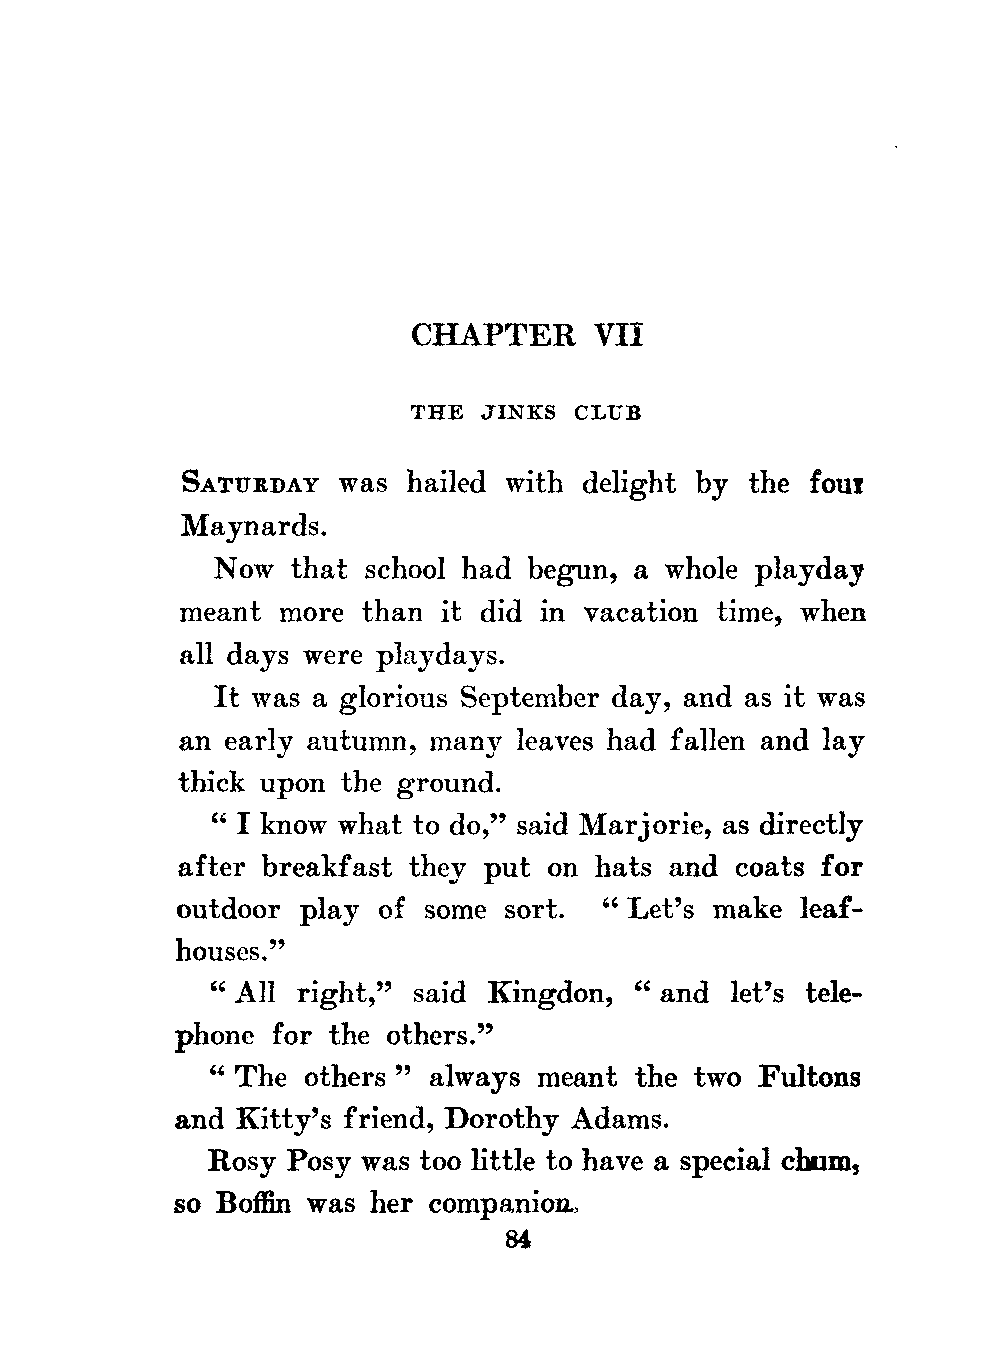 CHAPTER VII
THE JINKS CLUB
SATURDAY was hailed with delight by the four
Maynards.
Now that school had begun, a whole playday
meant more than it did in vacation time, when
all days were playdays.
It was a glorious September day, and as it was
an early autumn, many leaves had fallen and lay
thick upon the ground.
“ I know what to do,” said Marjorie, as directly
after breakfast they put on hats and coats for
outdoor play of some sort. “ Let’s make leaf-
houses.”
“ All right,” said Kingdon, “ and let’s tele-
phone for the others.”
“ The others ” always meant the two Fultons
and Kitty’s friend, Dorothy Adams.
Rosy Posy was too little to have a special chum,
so Boffin was her companion.
84